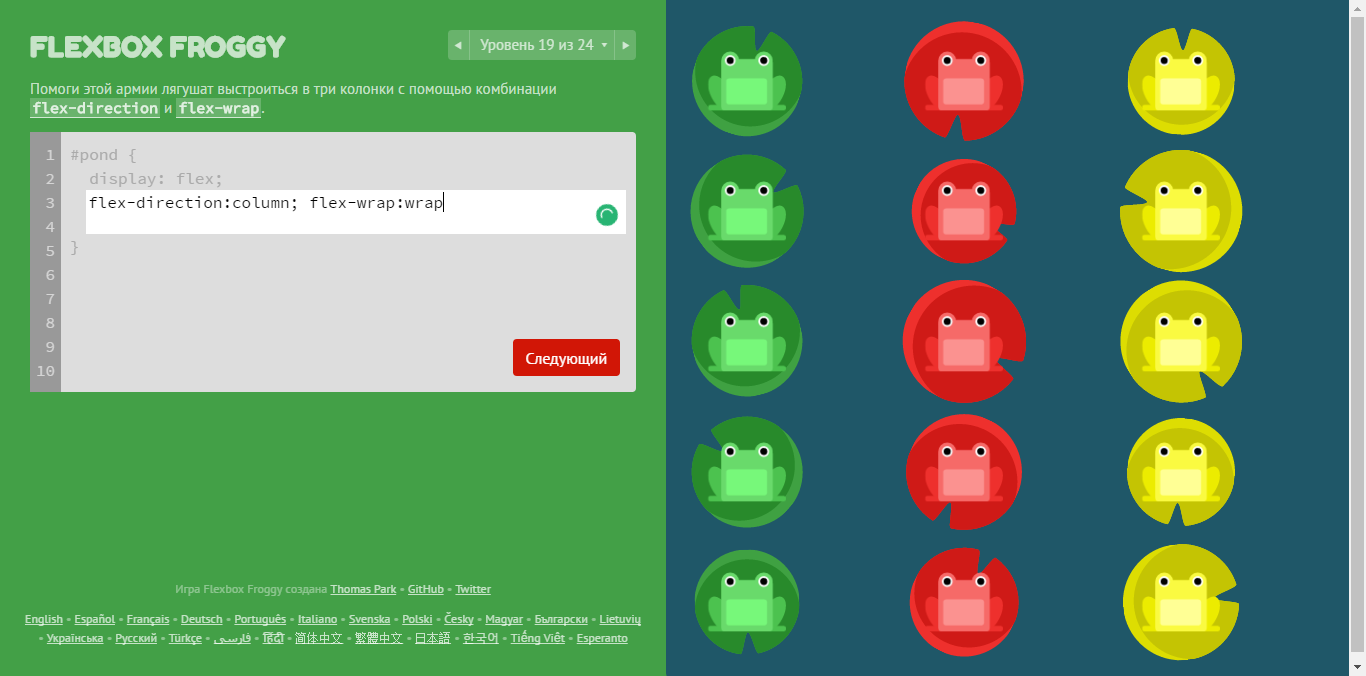 FLEXBOX FROGGY
◀ Уровень 19 из 24 ▾ ▶
Помоги этой армии лягушат выстроиться в три колонки с помощью комбинации
flex-direction и flex-wrap.
1 #pond {
2 display: flex;
3 flex-direction:column; flex-wrap:wrap
4
5 }
6
7
8
9
10
Следующий
Игра Flexbox Froggy создана Thomas Park • GitHub • Twitter
English • Español • Français • Deutsch • Português • Italiano • Svenska • Polski • Česky • Magyar • Български • Lietuvių
• Українська • Русский • Türkçe • فارسی • हिंदी • 简体中文 • 繁體中文 • 日本語 • 한국어 • Tiếng Việt • Esperanto